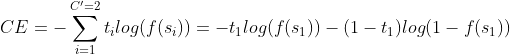 CE = -\sum_{i=1}^{C'=2} t_i log(f(s_i)) = -t_1 log(f(s_1)) - (1 - t_1) log(1 - f(s_1))